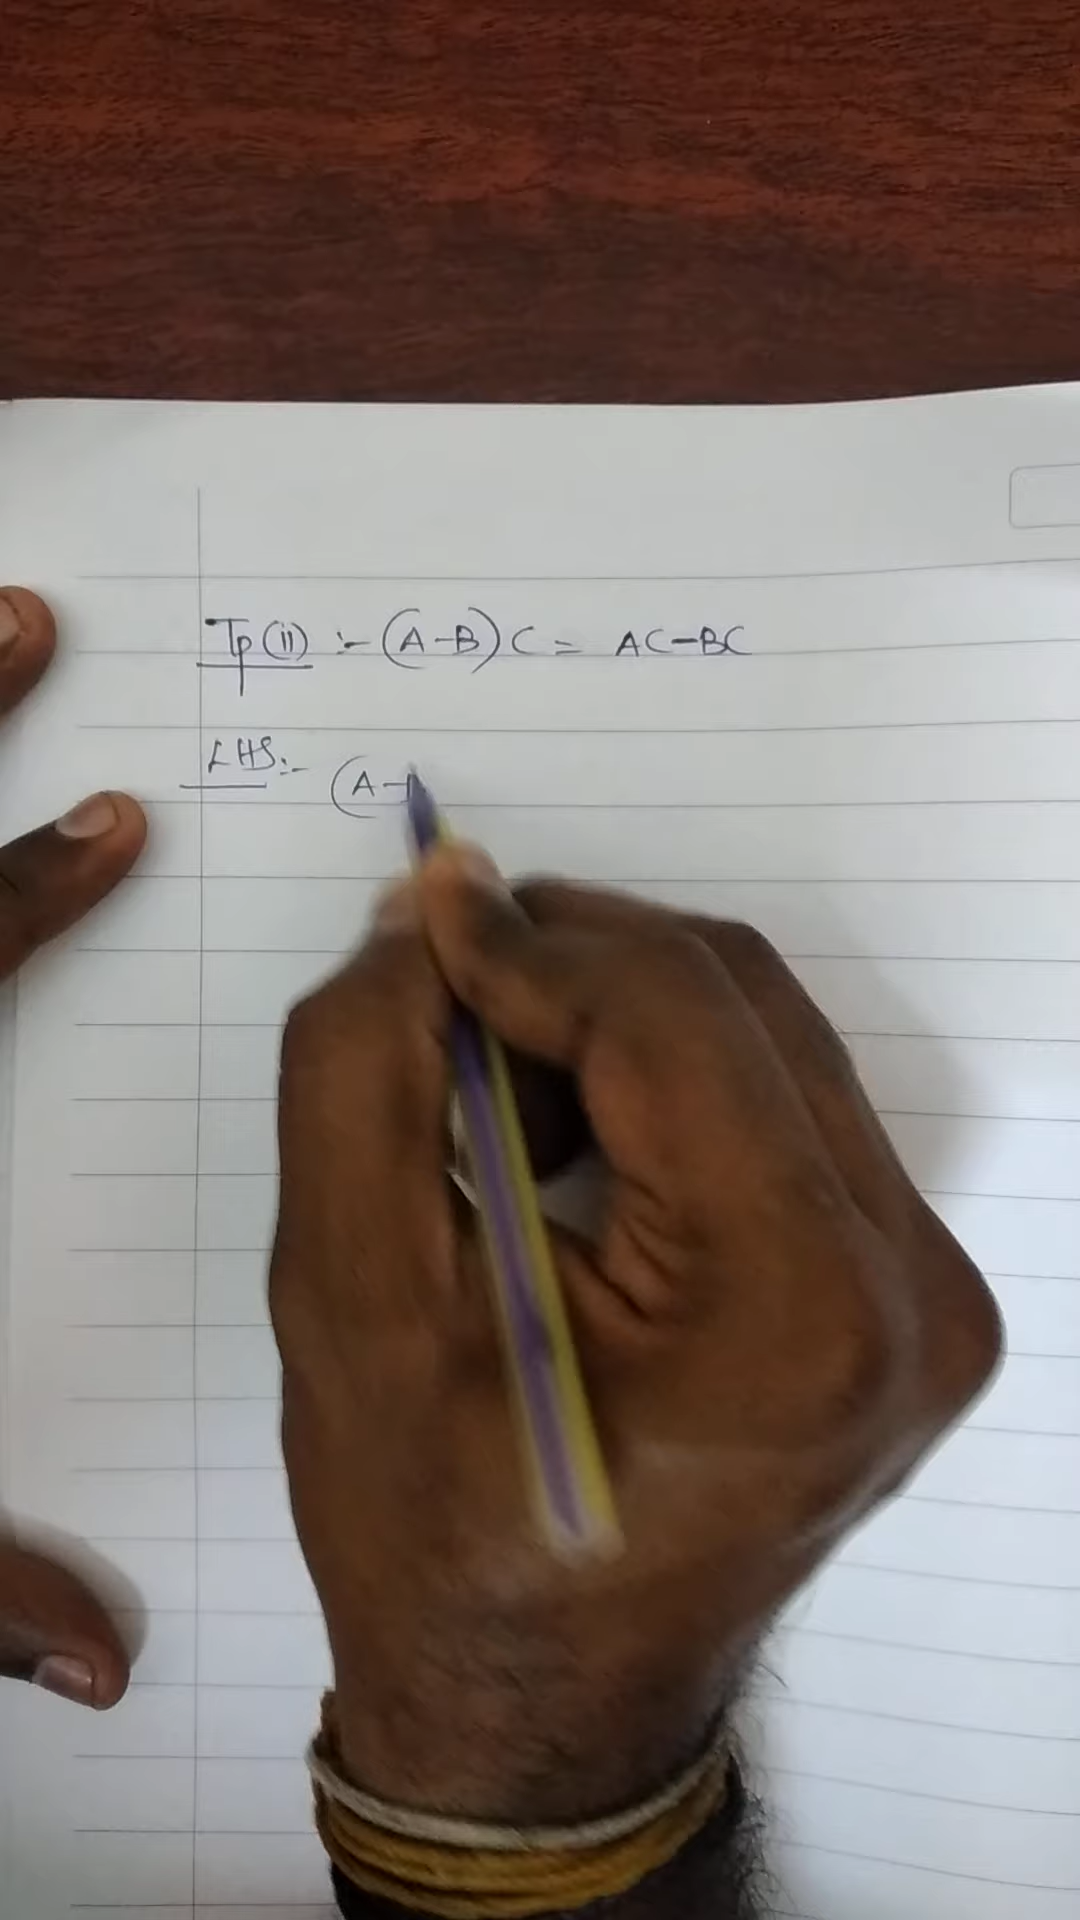 Tp (ii) :- (A-B) C = AC-BC
LHS:- (A-